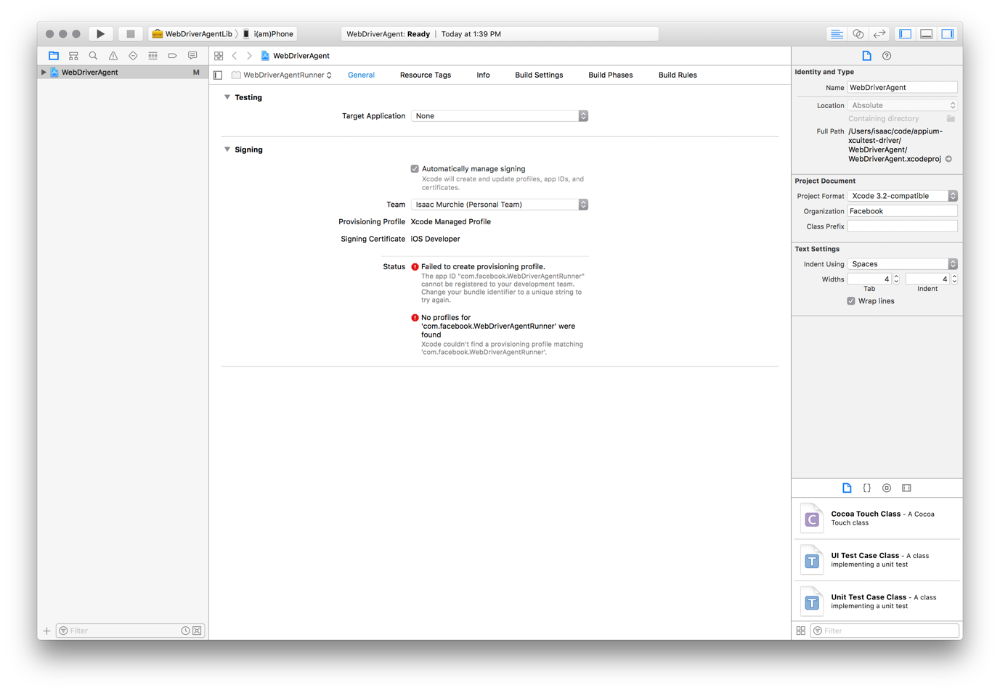 WebDriverAgentLib
i(am)Phone
WebDriverAgent: Ready | Today at 1:39 PM
WebDriverAgent
WebDriverAgent M
WebDriverAgentRunner
General
Resource Tags
Info
Build Settings
Build Phases
Build Rules
Testing
Target Application None
Signing
Automatically manage signing
Xcode will create and update profiles, app IDs, and
certificates.
Team Isaac Murchie (Personal Team)
Provisioning Profile Xcode Managed Profile
Signing Certificate iOS Developer
Status Failed to create provisioning profile.
The app ID "com.facebook.WebDriverAgentRunner"
cannot be registered to your development team.
Change your bundle identifier to a unique string to
try again.
No profiles for
'com.facebook.WebDriverAgentRunner' were
found
Xcode couldn't find a provisioning profile matching
'com.facebook.WebDriverAgentRunner'.
Filter
Identity and Type
Name WebDriverAgent
Location Absolute
Containing directory
Full Path /Users/isaac/code/appium-
xcuitest-driver/
WebDriverAgent/
WebDriverAgent.xcodeproj
Project Document
Project Format Xcode 3.2-compatible
Organization Facebook
Class Prefix
Text Settings
Indent Using Spaces
Widths 4 4
Tab Indent
Wrap lines
{}
C
Cocoa Touch Class - A Cocoa
Touch class
T
UI Test Case Class - A class
implementing a unit test
T
Unit Test Case Class - A class
implementing a unit test
Filter